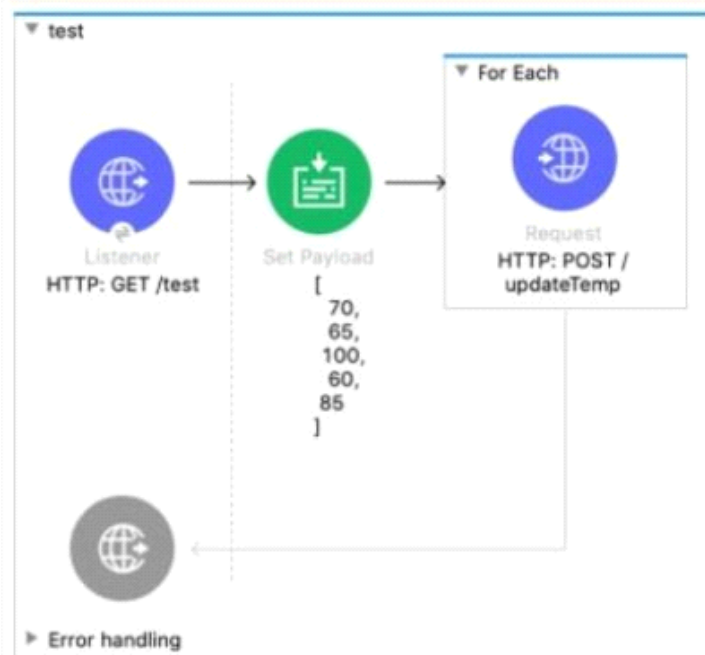 test
For Each
Listener
HTTP: GET /test
Set Payload
[
70,
65,
100,
60,
85
]
Request
HTTP: POST /
updateTemp
Error handling